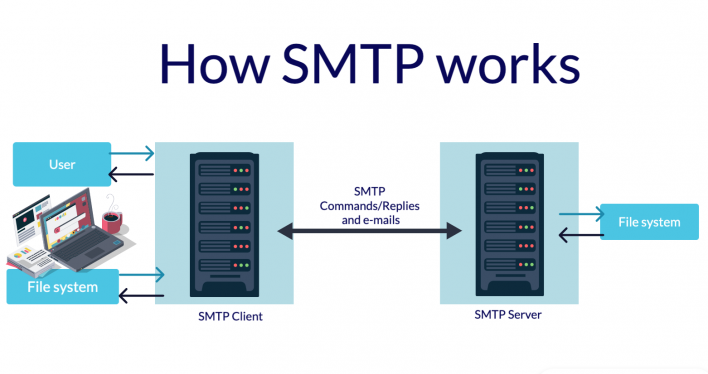 How SMTP works
User
File system
SMTP Client
SMTP
Commands/Replies
and e-mails
SMTP Server
File system